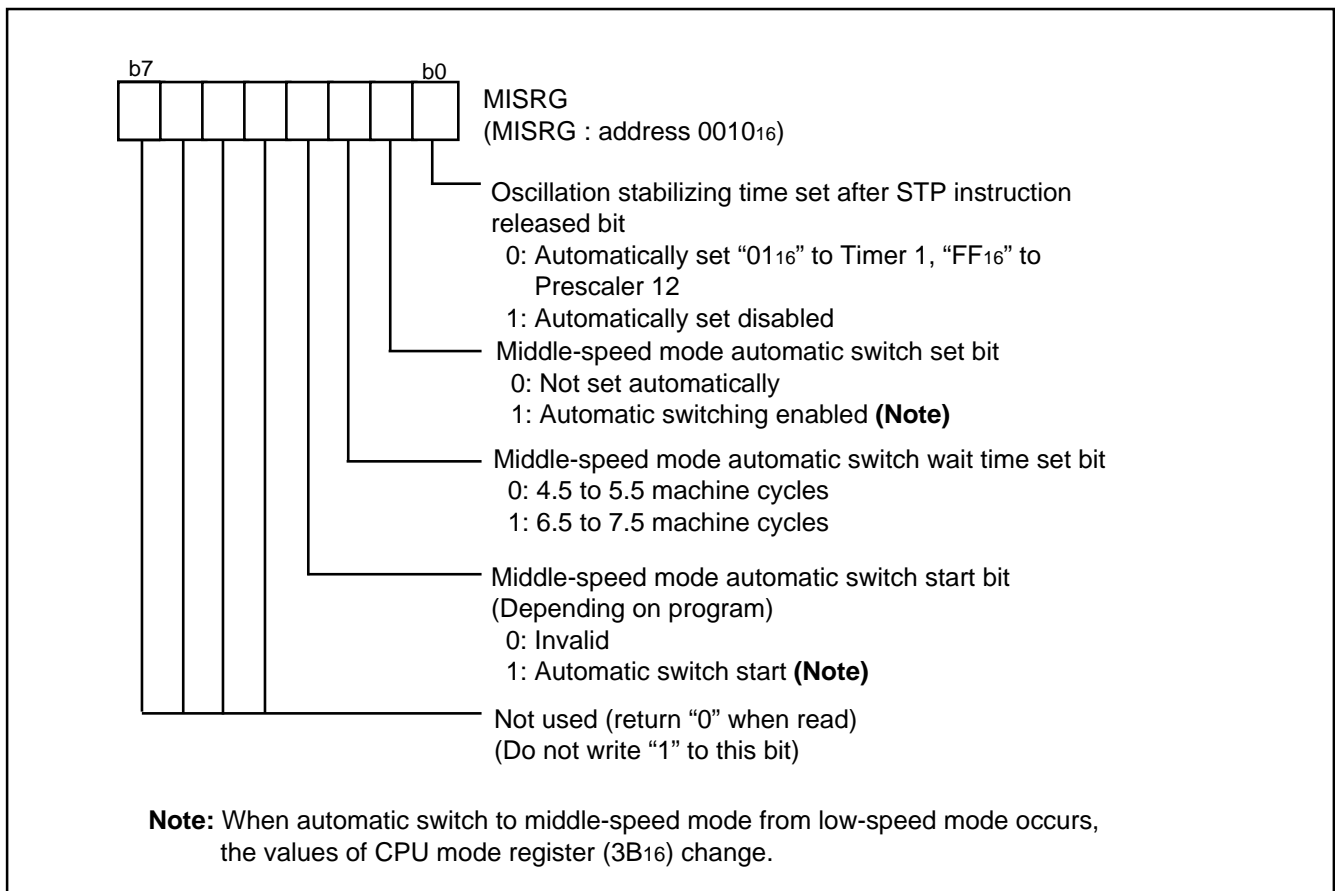 b7 b0
MISRG
(MISRG : address 001016)
Oscillation stabilizing time set after STP instruction
released bit
0: Automatically set “0116” to Timer 1, “FF16” to
Prescaler 12
1: Automatically set disabled
Middle-speed mode automatic switch set bit
0: Not set automatically
1: Automatic switching enabled (Note)
Middle-speed mode automatic switch wait time set bit
0: 4.5 to 5.5 machine cycles
1: 6.5 to 7.5 machine cycles
Middle-speed mode automatic switch start bit
(Depending on program)
0: Invalid
1: Automatic switch start (Note)
Not used (return “0” when read)
(Do not write “1” to this bit)
Note: When automatic switch to middle-speed mode from low-speed mode occurs,
the values of CPU mode register (3B16) change.